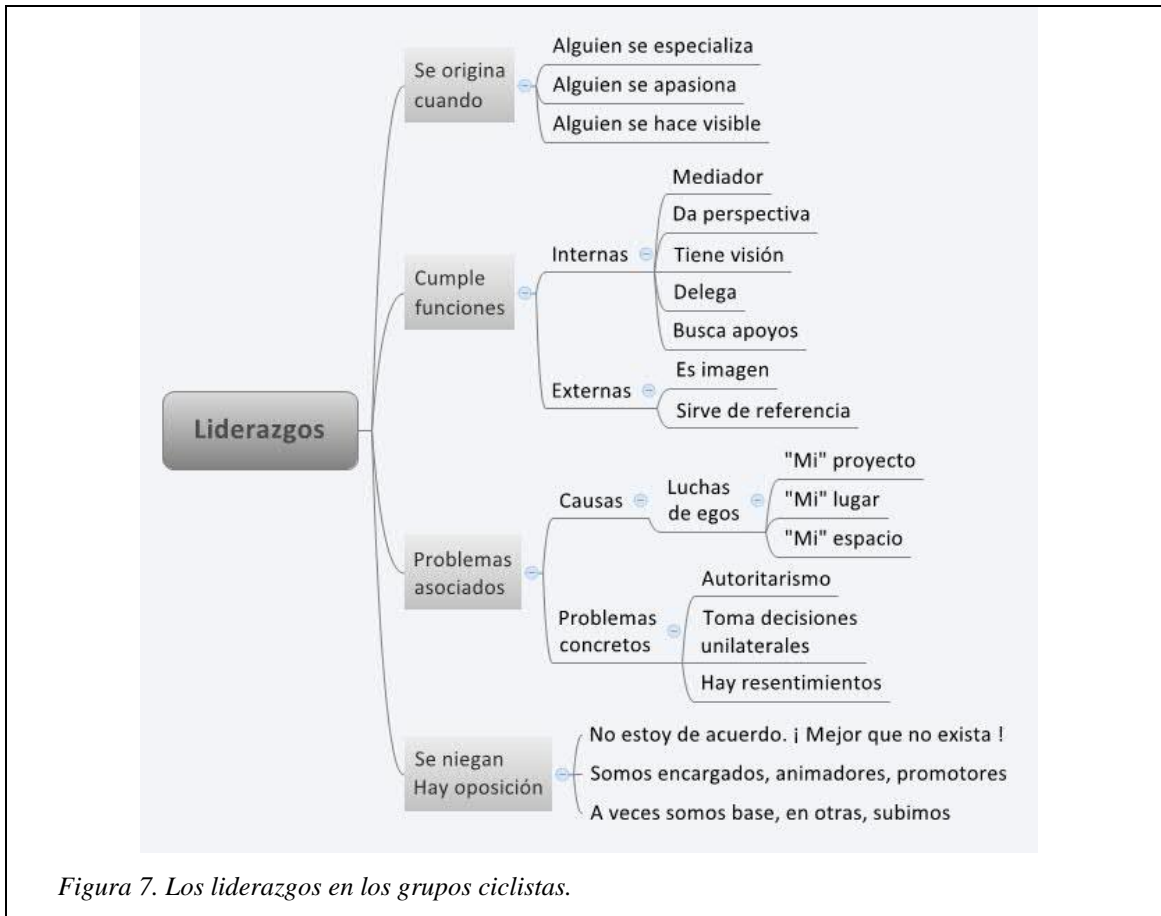 Liderazgos
Se origina
cuando
Alguien se especializa
Alguien se apasiona
Alguien se hace visible
Cumple
funciones
Internas
Mediador
Da perspectiva
Tiene visión
Delega
Busca apoyos
Externas
Es imagen
Sirve de referencia
Problemas
asociados
Causas
Luchas
de egos
"Mi" proyecto
"Mi" lugar
"Mi" espacio
Problemas
concretos
Autoritarismo
Toma decisiones
unilaterales
Hay resentimientos
Se niegan
Hay oposición
No estoy de acuerdo. ¡ Mejor que no exista !
Somos encargados, animadores, promotores
A veces somos base, en otras, subimos
Figura 7. Los liderazgos en los grupos ciclistas.